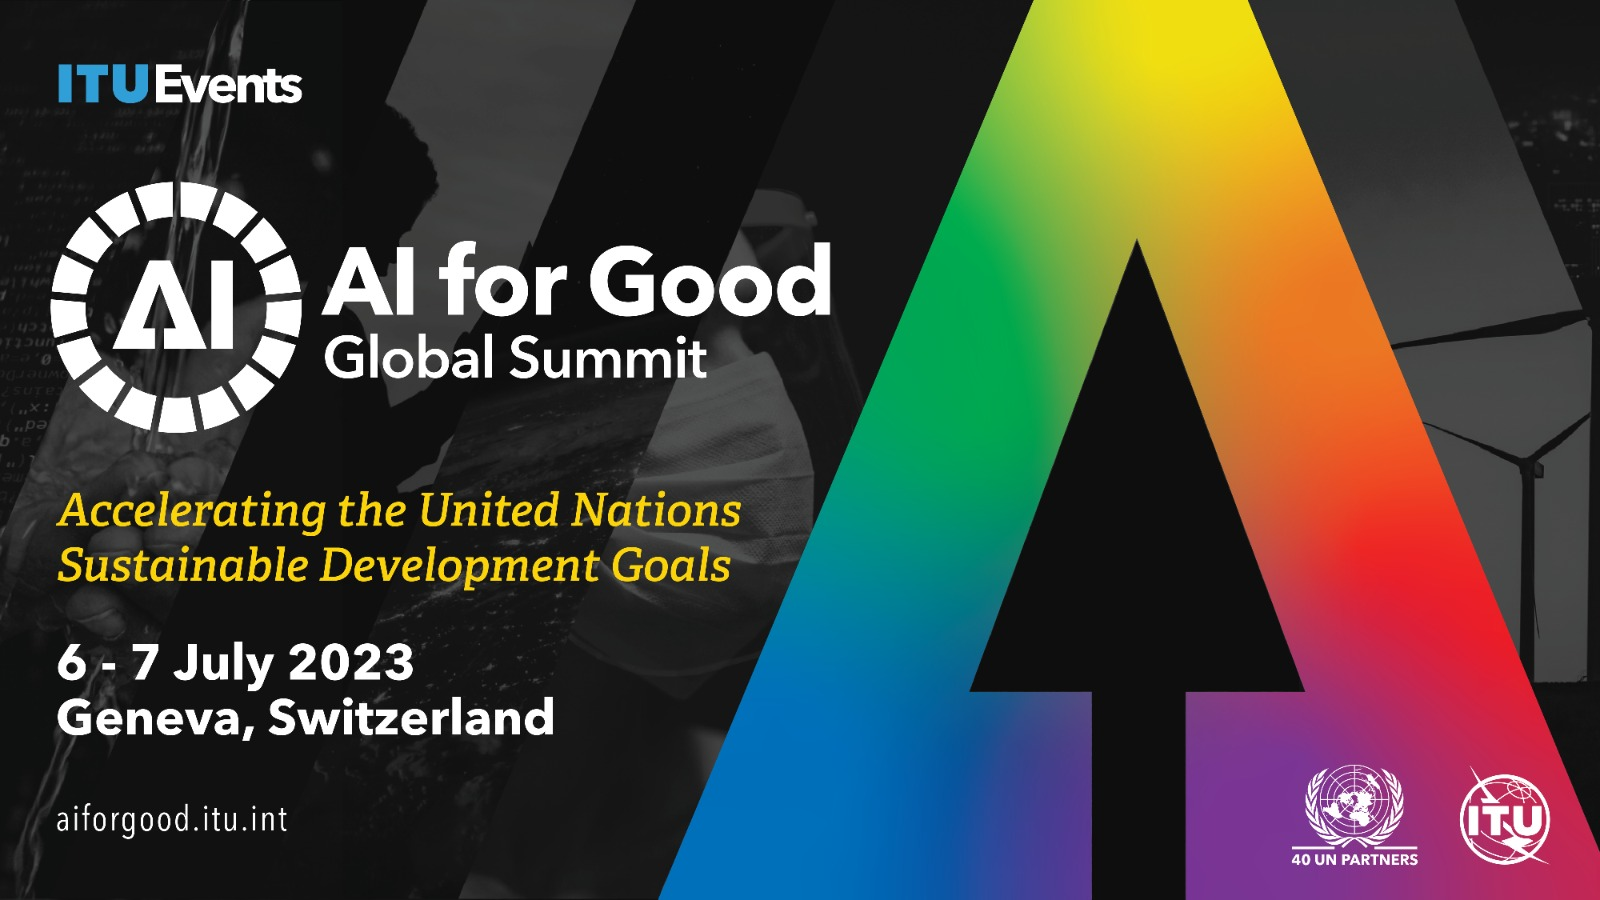 ITUEvents
AI
AI for Good
Global Summit
Accelerating the United Nations
Sustainable Development Goals
6 - 7 July 2023
Geneva, Switzerland
aiforgood.itu.int
40 UN PARTNERS
ITU